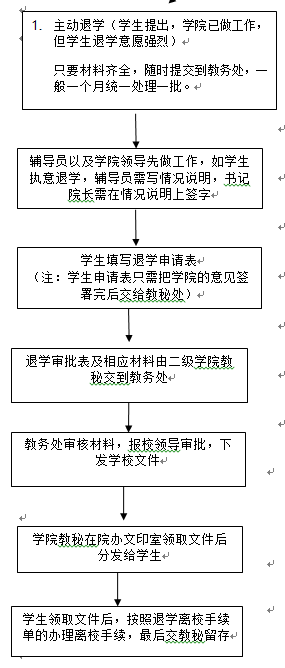 1. 主动退学（学生提出，学院已做工作，
但学生退学意愿强烈）
只要材料齐全，随时提交到教务处，一
般一个月统一处理一批。
辅导员以及学院领导先做工作，如学生
执意退学，辅导员需写情况说明，书记
院长需在情况说明上签字
学生填写退学申请表
（注：学生申请表只需把学院的意见签
署完后交给教秘处）
退学审批表及相应材料由二级学院教
秘交到教务处
教务处审核材料，报校领导审批，下
发学校文件
学院教秘在院办文印室领取文件后
分发给学生
学生领取文件后，按照退学离校手续
单的办理离校手续，最后交教秘留存